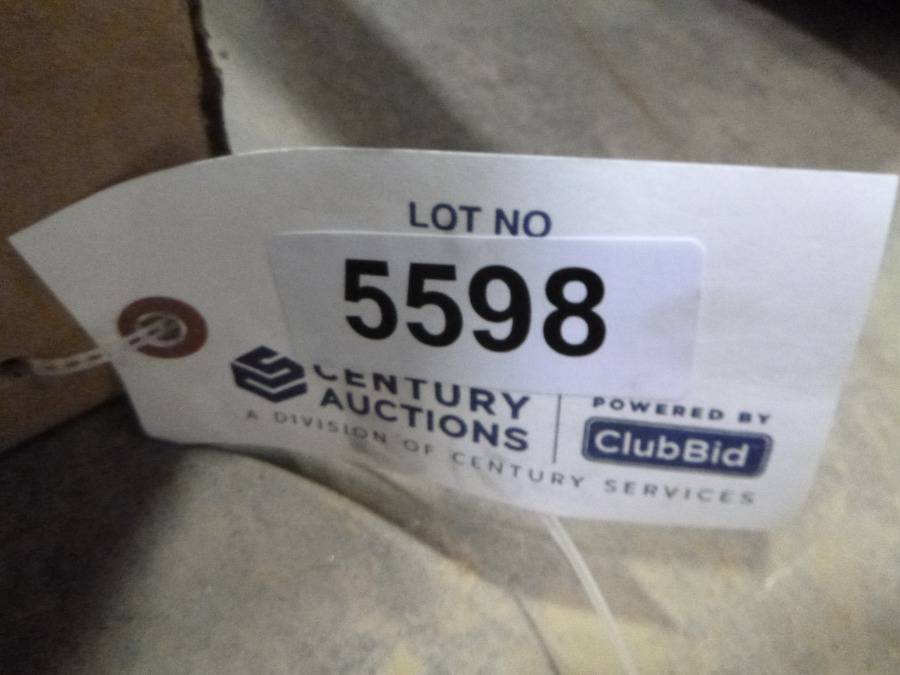 LOT NO
5598
CENTURY
AUCTIONS
A DIVISION OF CENTURY SERVICES
POWERED BY
ClubBid